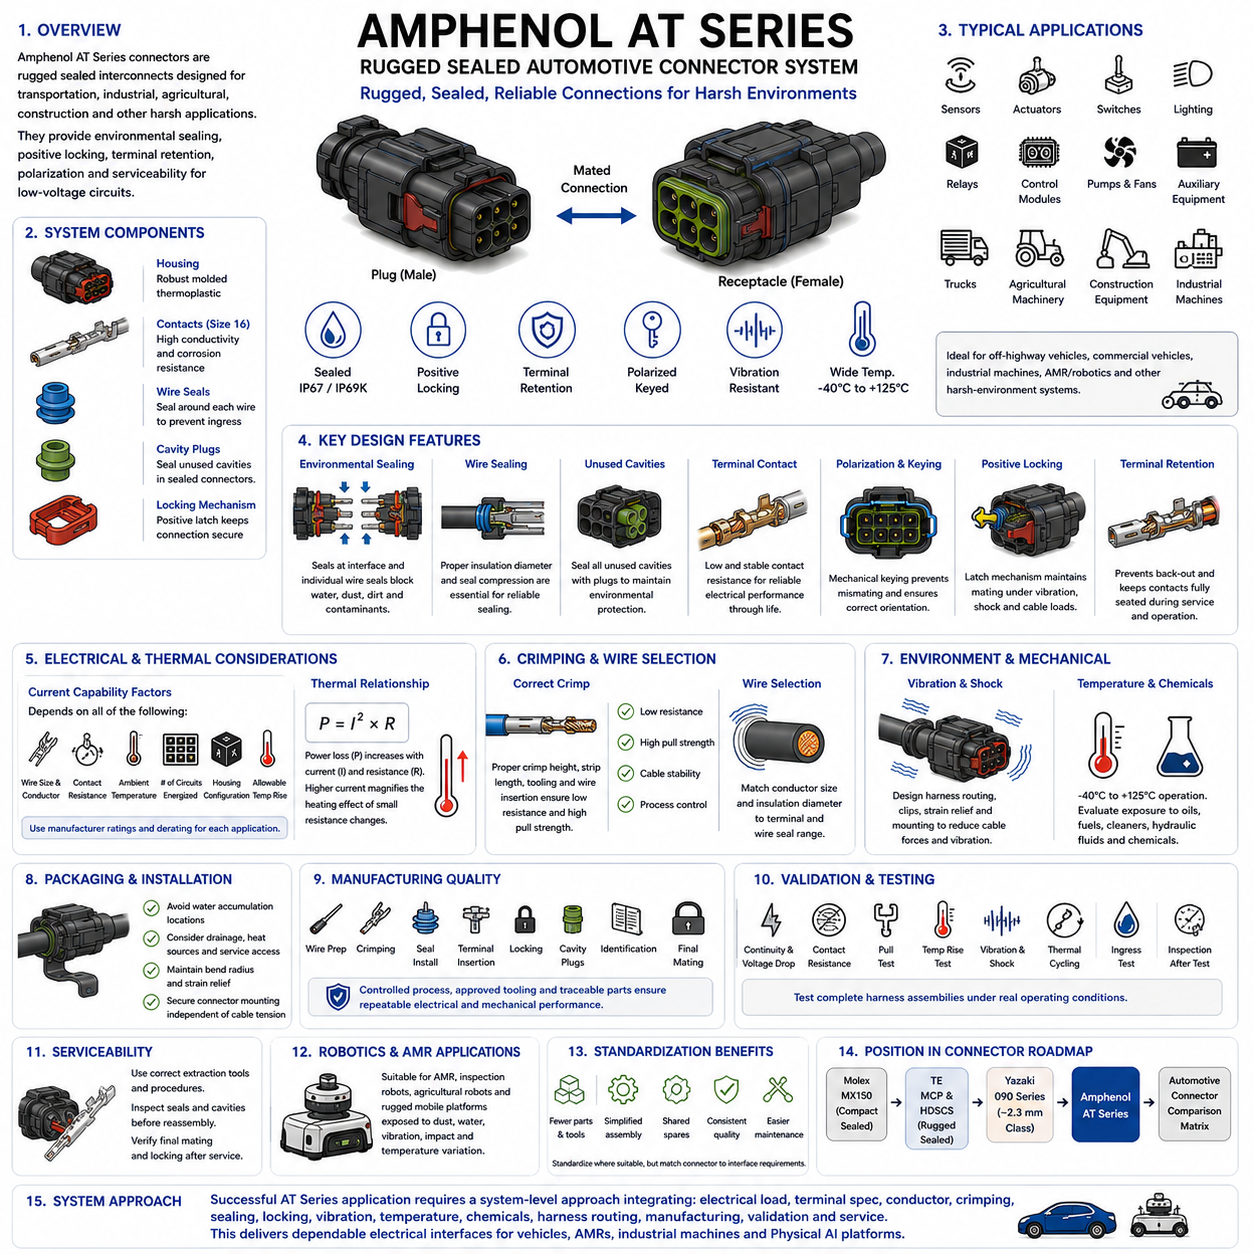 AMPHENOL AT SERIES
RUGGED SEALED AUTOMOTIVE CONNECTOR SYSTEM
Rugged, Sealed, Reliable Connections for Harsh Environments
1. OVERVIEW
Amphenol AT Series connectors are
rugged sealed interconnects designed for
transportation, industrial, agricultural,
construction and other harsh applications.
They provide environmental sealing,
positive locking, terminal retention,
polarization and serviceability for
low-voltage circuits.
Mated
Connection
Plug (Male)
Receptacle (Female)
Sealed
IP67 / IP69K
Positive
Locking
Terminal
Retention
Polarized
Keyed
Vibration
Resistant
Wide Temp.
-40°C to +125°C
2. SYSTEM COMPONENTS
Housing
Robust molded
thermoplastic
Contacts (Size 16)
High conductivity
and corrosion
resistance
Wire Seals
Seal around each wire
to prevent ingress
Cavity Plugs
Seal unused cavities
in sealed connectors.
Locking Mechanism
Positive latch keeps
connection secure
3. TYPICAL APPLICATIONS
Sensors
Actuators
Switches
Lighting
Relays
Control
Modules
Pumps & Fans
Auxiliary
Equipment
Trucks
Agricultural
Machinery
Construction
Equipment
Industrial
Machines
Ideal for off-highway vehicles, commercial vehicles,
industrial machines, AMR/robotics and other
harsh-environment systems.
4. KEY DESIGN FEATURES
Environmental Sealing
Seals at interface and
individual wire seals block
water, dust, dirt and
contaminants.
Wire Sealing
Proper insulation diameter
and seal compression are
essential for reliable
sealing.
Unused Cavities
Seal all unused cavities
with plugs to maintain
environmental
protection.
Terminal Contact
Low and stable contact
resistance for reliable
electrical performance
through life.
Polarization & Keying
Mechanical keying prevents
mismating and ensures
correct orientation.
Positive Locking
Latch mechanism maintains
mating under vibration,
shock and cable loads.
Terminal Retention
Prevents back-out and
keeps contacts fully
seated during service
and operation.
5. ELECTRICAL & THERMAL CONSIDERATIONS
Current Capability Factors
Depends on all of the following:
Wire Size &
Conductor
Contact
Resistance
Ambient
Temperature
# of Circuits
Energized
Housing
Configuration
Allowable
Temp Rise
Use manufacturer ratings and derating for each application.
Thermal Relationship
P = I² × R
Power loss (P) increases with
current (I) and resistance (R).
Higher current magnifies the
heating effect of small
resistance changes.
6. CRIMPING & WIRE SELECTION
Correct Crimp
Proper crimp height, strip
length, tooling and wire
insertion ensure low
resistance and high
pull strength.
Low resistance
High pull strength
Cable stability
Process control
Wire Selection
Match conductor size
and insulation diameter
to terminal and
wire seal range.
7. ENVIRONMENT & MECHANICAL
Vibration & Shock
Design harness routing,
clips, strain relief and
mounting to reduce cable
forces and vibration.
Temperature & Chemicals
-40°C to +125°C operation.
Evaluate exposure to oils,
fuels, cleaners, hydraulic
fluids and chemicals.
8. PACKAGING & INSTALLATION
Avoid water accumulation
locations
Consider drainage, heat
sources and service access
Maintain bend radius
and strain relief
Secure connector mounting
independent of cable tension
9. MANUFACTURING QUALITY
Wire Prep
Crimping
Seal
Install
Terminal
Insertion
Locking
Cavity
Plugs
Identification
Final
Mating
Controlled process, approved tooling and traceable parts ensure
repeatable electrical and mechanical performance.
10. VALIDATION & TESTING
Continuity &
Voltage Drop
Contact
Resistance
Pull
Test
Temp Rise
Test
Vibration &
Shock
Thermal
Cycling
Ingress
Test
Inspection
After Test
Test complete harness assembilies under real operating conditions.
11. SERVICEABILITY
Use correct extraction tools
and procedures.
Inspect seals and cavities
before reassembly.
Verify final mating
and locking after service.
12. ROBOTICS & AMR APPLICATIONS
Suitable for AMR, inspection
robots, agricultural robots and
rugged mobile platforms
exposed to dust, water,
vibration, impact and
temperature variation.
13. STANDARDIZATION BENEFITS
Fewer parts
& tools
Simplified
assembly
Shared
spares
Consistent
quality
Easier
maintenance
Standardize where suitable, but match connector to interface requirements.
14. POSITION IN CONNECTOR ROADMAP
Molex
MX150
(Compact
Sealed)
TE
MCP &
HDSCS
(Rugged
Sealed)
Yazaki
090 Series
(~2.3 mm
Class)
Amphenol
AT Series
Automotive
Connector
Comparison
Matrix
15. SYSTEM APPROACH
Successful AT Series application requires a system-level approach integrating: electrical load, terminal spec, conductor, crimping,
sealing, locking, vibration, temperature, chemicals, harness routing, manufacturing, validation and service.
This delivers dependable electrical interfaces for vehicles, AMRs, industrial machines and Physical AI platforms.